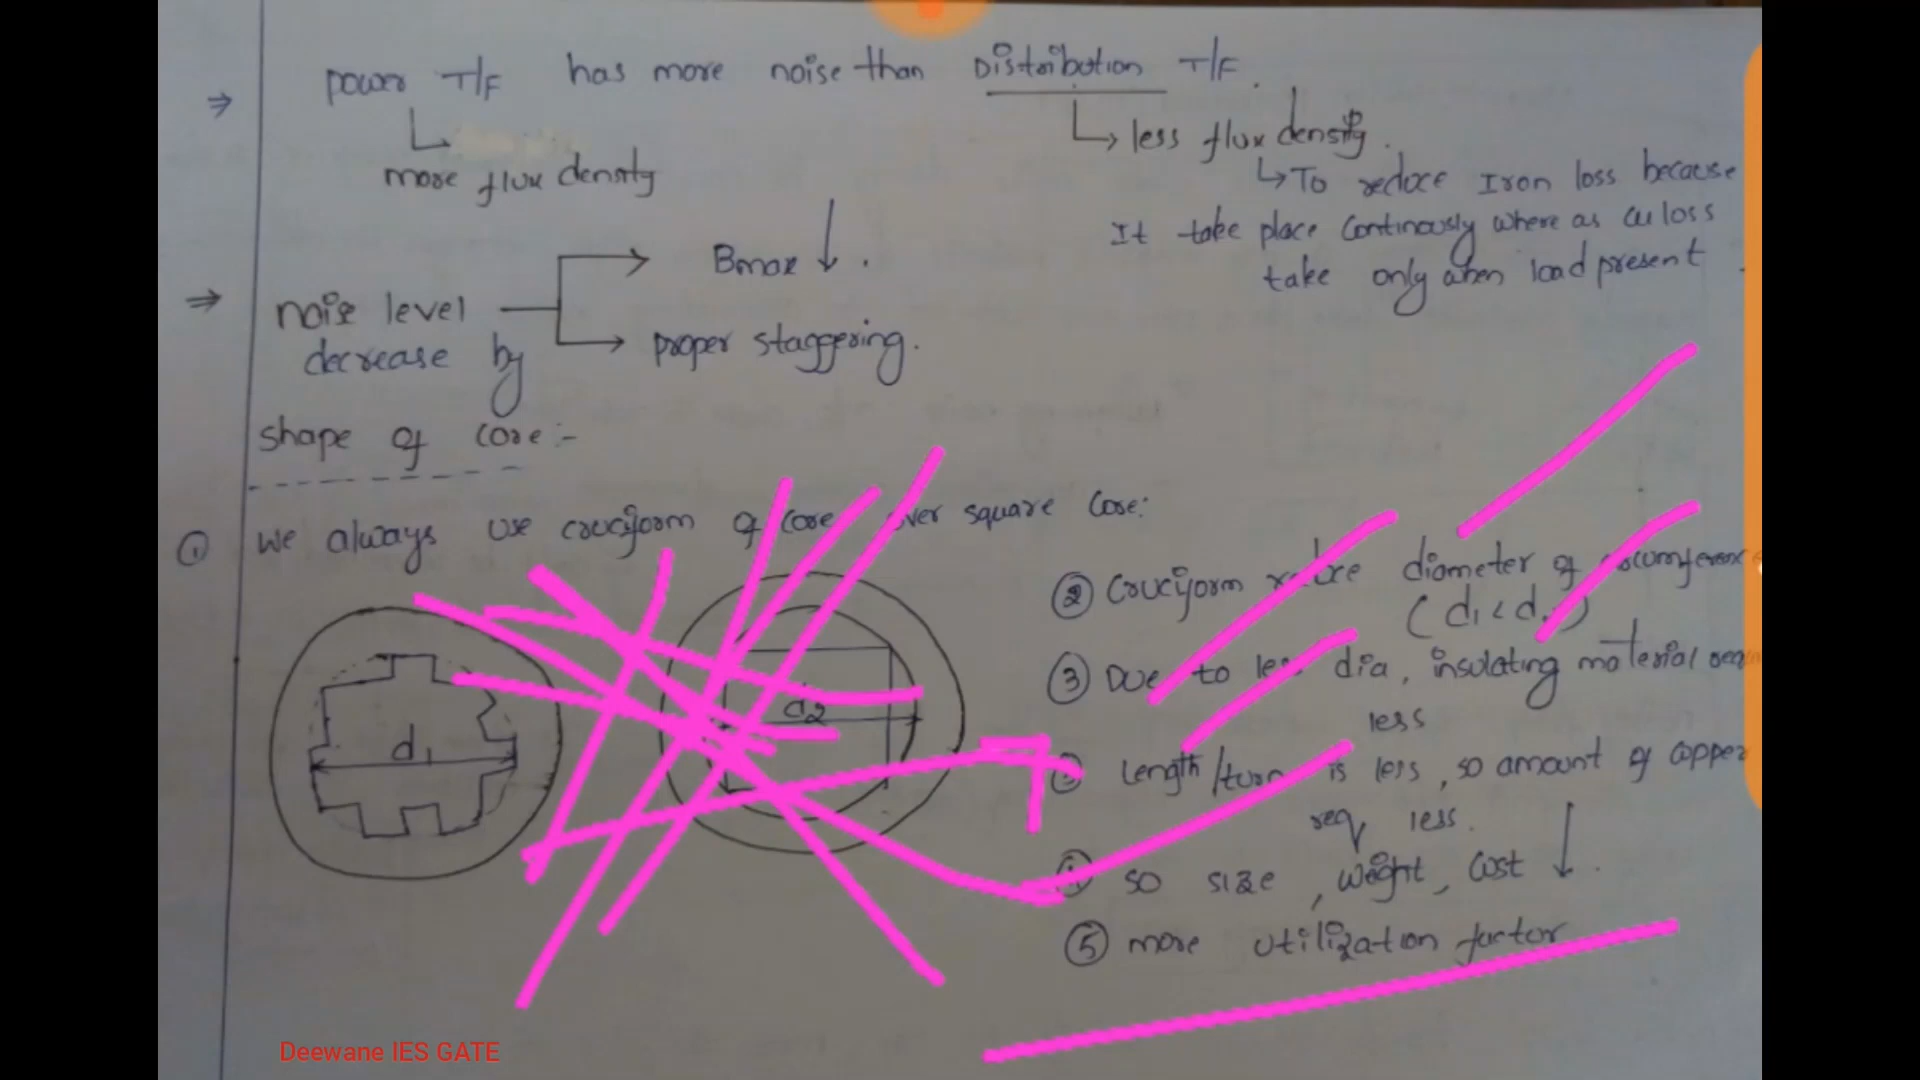 ⇒ power T/F has more noise than Distribution T/F.
↳ more flux density
↳ less flux density.
↳ To reduce Iron loss because
It take place Continously where as cu loss
take only when load present.
⇒ noise level decrease by
→ Bmax ↓.
→ proper staggering.
shape of core :-
① We always use cruciform of core over square core:
d1
d2
② Cruciform reduce diameter of
(d1 < d
③ Due to less dia, insulating material
less
Length/turn is less, so amount of copper
req less.
④ so size, weight, cost ↓.
⑤ more utilization factor
Deewane IES GATE